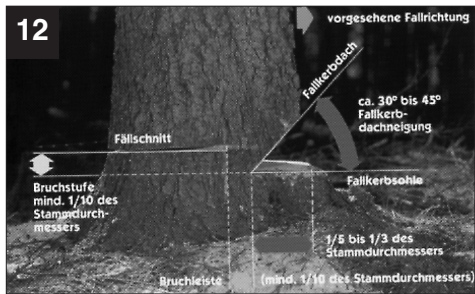 12
vorgesehene Fallrichtung
Fallkerbdach
ca. 30° bis 45°
Fallkerb-
dachneigung
Fällschnitt
Bruchstufe
mind. 1/10 des
Stammdurch-
messers
Fallkerbsohle
1/5 bis 1/3 des
Stammdurchmessers
Bruchleiste
(mind. 1/10 des Stammdurchmessers)